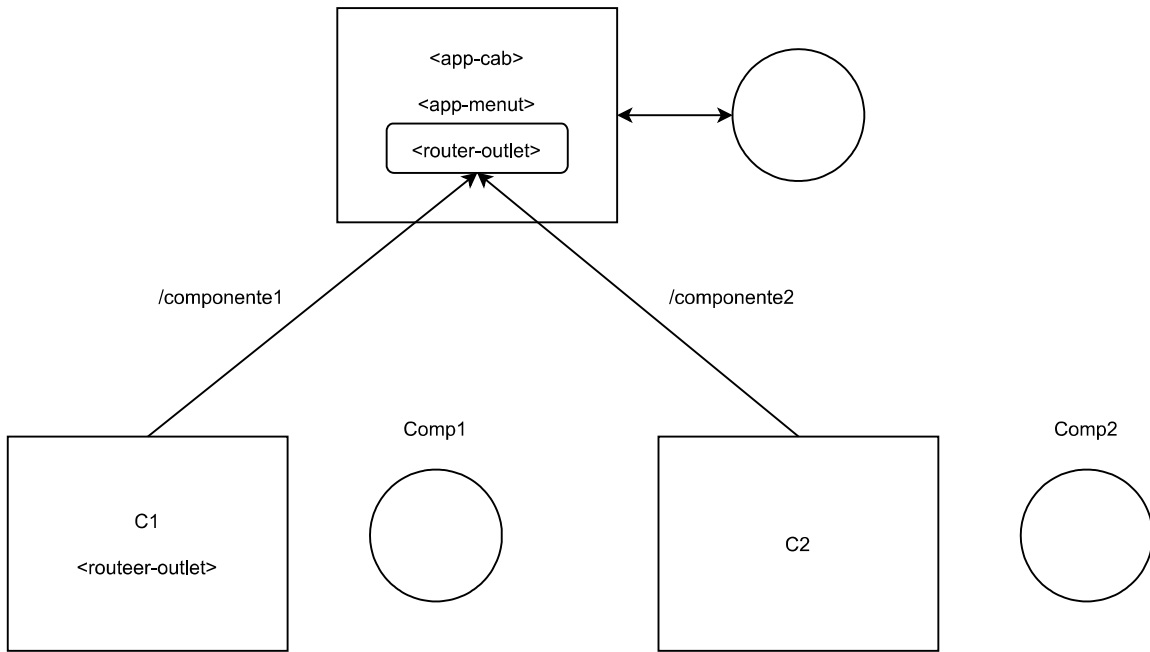 <app-cab>
<app-menut>
<router-outlet>
/componente1
/componente2
Comp1
Comp2
C1
<routeer-outlet>
C2